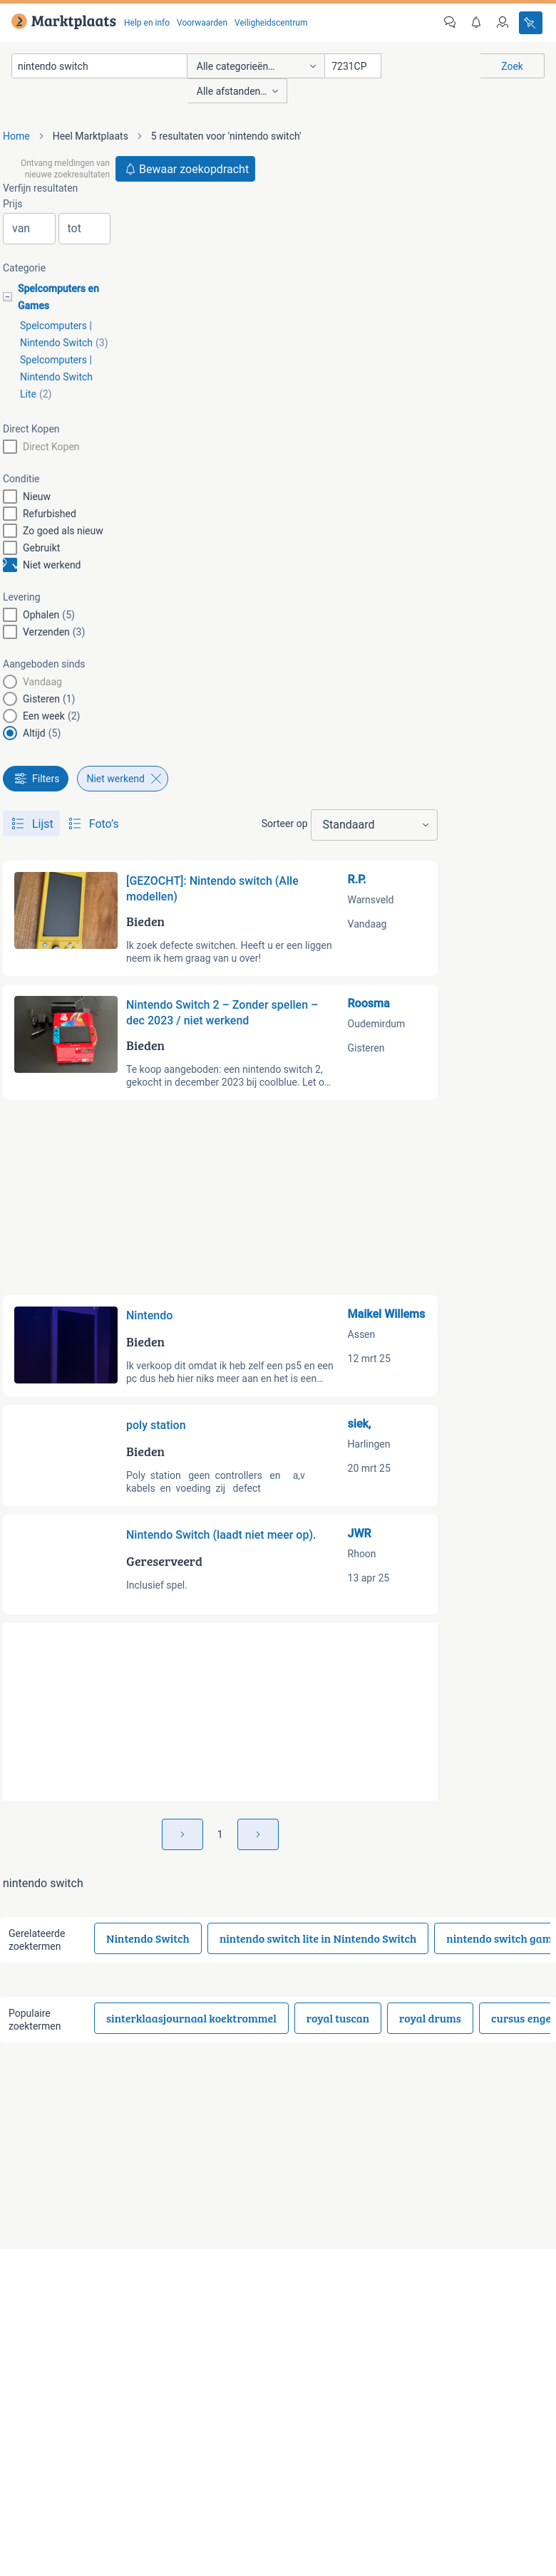 Marktplaats
Help en info Voorwaarden Veiligheidscentrum
nintendo switch
Alle categorieën...
7231CP
Zoek
Alle afstanden...
Home
Heel Marktplaats
5 resultaten voor 'nintendo switch'
Ontvang meldingen van
nieuwe zoekresultaten
Bewaar zoekopdracht
Verfijn resultaten
Prijs
van
tot
Categorie
Spelcomputers en
Games
Spelcomputers |
Nintendo Switch (3)
Spelcomputers |
Nintendo Switch
Lite (2)
Direct Kopen
Direct Kopen
Conditie
Nieuw
Refurbished
Zo goed als nieuw
Gebruikt
Niet werkend
Levering
Ophalen (5)
Verzenden (3)
Aangeboden sinds
Vandaag
Gisteren (1)
Een week (2)
Altijd (5)
Filters
Niet werkend
Lijst
Foto's
Sorteer op
Standaard
[GEZOCHT]: Nintendo switch (Alle
modellen)
Bieden
Ik zoek defecte switchen. Heeft u er een liggen
neem ik hem graag van u over!
R.P.
Warnsveld
Vandaag
Nintendo Switch 2 – Zonder spellen –
dec 2023 / niet werkend
Bieden
Te koop aangeboden: een nintendo switch 2,
gekocht in december 2023 bij coolblue. Let o...
Roosma
Oudemirdum
Gisteren
Nintendo
Bieden
Ik verkoop dit omdat ik heb zelf een ps5 en een
pc dus heb hier niks meer aan en het is een...
Maikel Willems
Assen
12 mrt 25
poly station
Bieden
Poly station geen controllers en a,v
kabels en voeding zij defect
siek,
Harlingen
20 mrt 25
Nintendo Switch (laadt niet meer op).
Gereserveerd
Inclusief spel.
JWR
Rhoon
13 apr 25
1
nintendo switch
Gerelateerde
zoektermen
Nintendo Switch
nintendo switch lite in Nintendo Switch
nintendo switch gam
Populaire
zoektermen
sinterklaasjournaal koektrommel
royal tuscan
royal drums
cursus enge